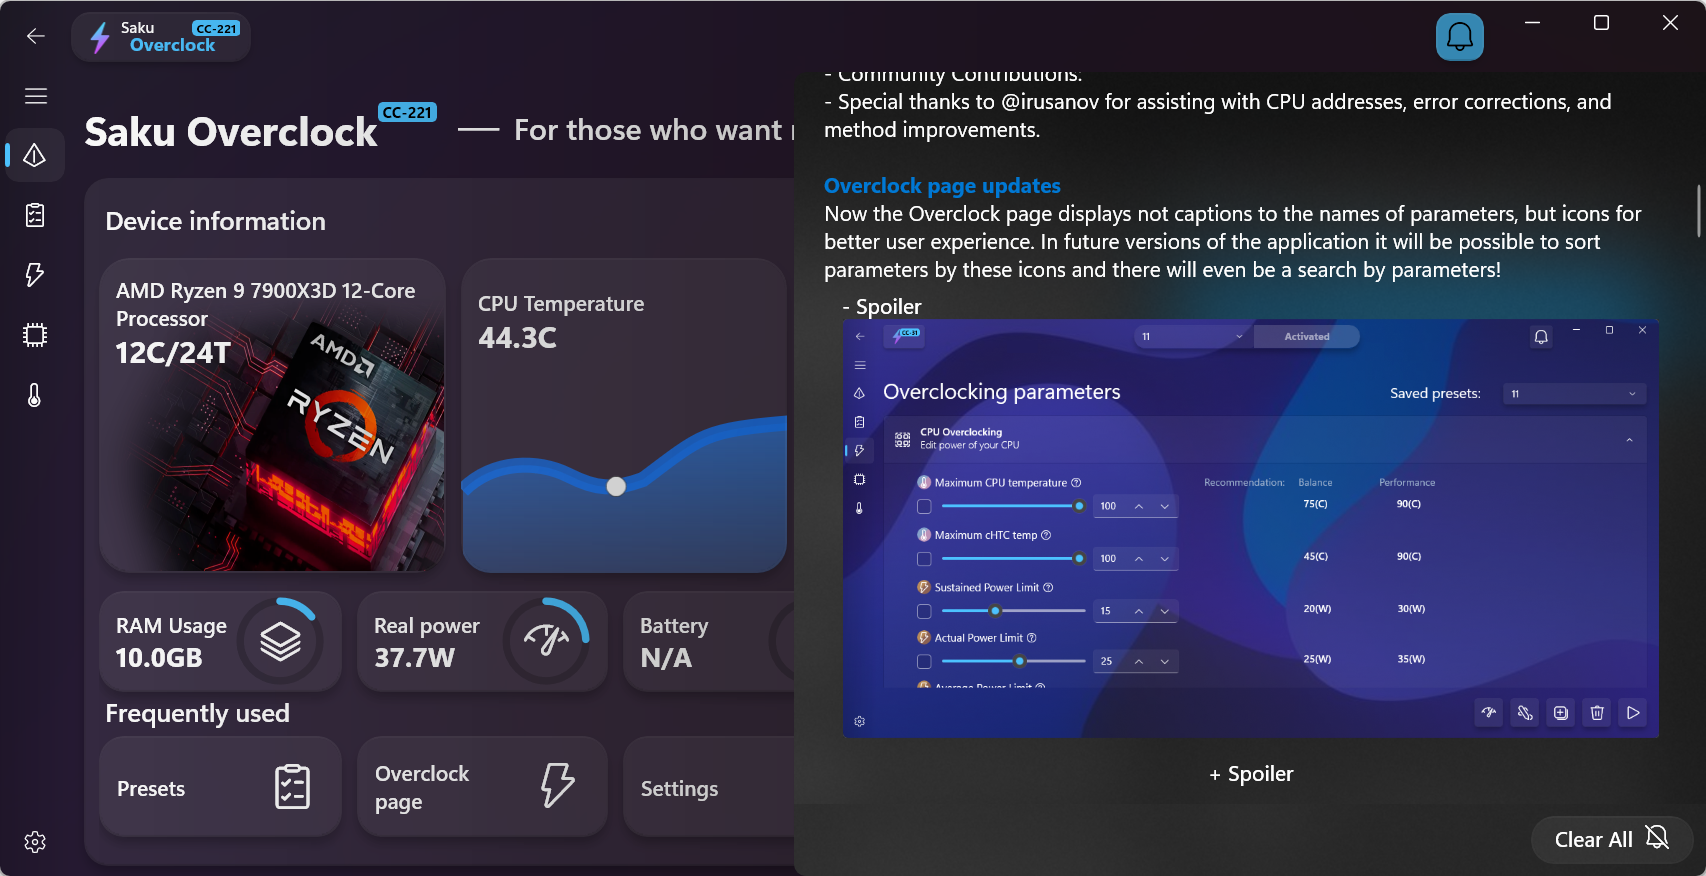 Saku CC-221
Overclock
Saku Overclock CC-221
— For those who want
Device information
AMD Ryzen 9 7900X3D 12-Core
Processor
12C/24T
AMD
RYZEN
CPU Temperature
44.3C
RAM Usage
10.0GB
Real power
37.7W
Battery
N/A
Frequently used
Presets
Overclock
page
Settings
- Community Contributions:
- Special thanks to @irusanov for assisting with CPU addresses, error corrections, and
method improvements.
Overclock page updates
Now the Overclock page displays not captions to the names of parameters, but icons for
better user experience. In future versions of the application it will be possible to sort
parameters by these icons and there will even be a search by parameters!
- Spoiler
CC-31
11
Activated
Overclocking parameters
Saved presets:
11
CPU Overclocking
Edit power of your CPU
Maximum CPU temperature
Recommendation: Balance Performance
100
75(C) 90(C)
Maximum cHTC temp
100
45(C) 90(C)
Sustained Power Limit
15
20(W) 30(W)
Actual Power Limit
25
25(W) 35(W)
Average Power Limit
+ Spoiler
Clear All